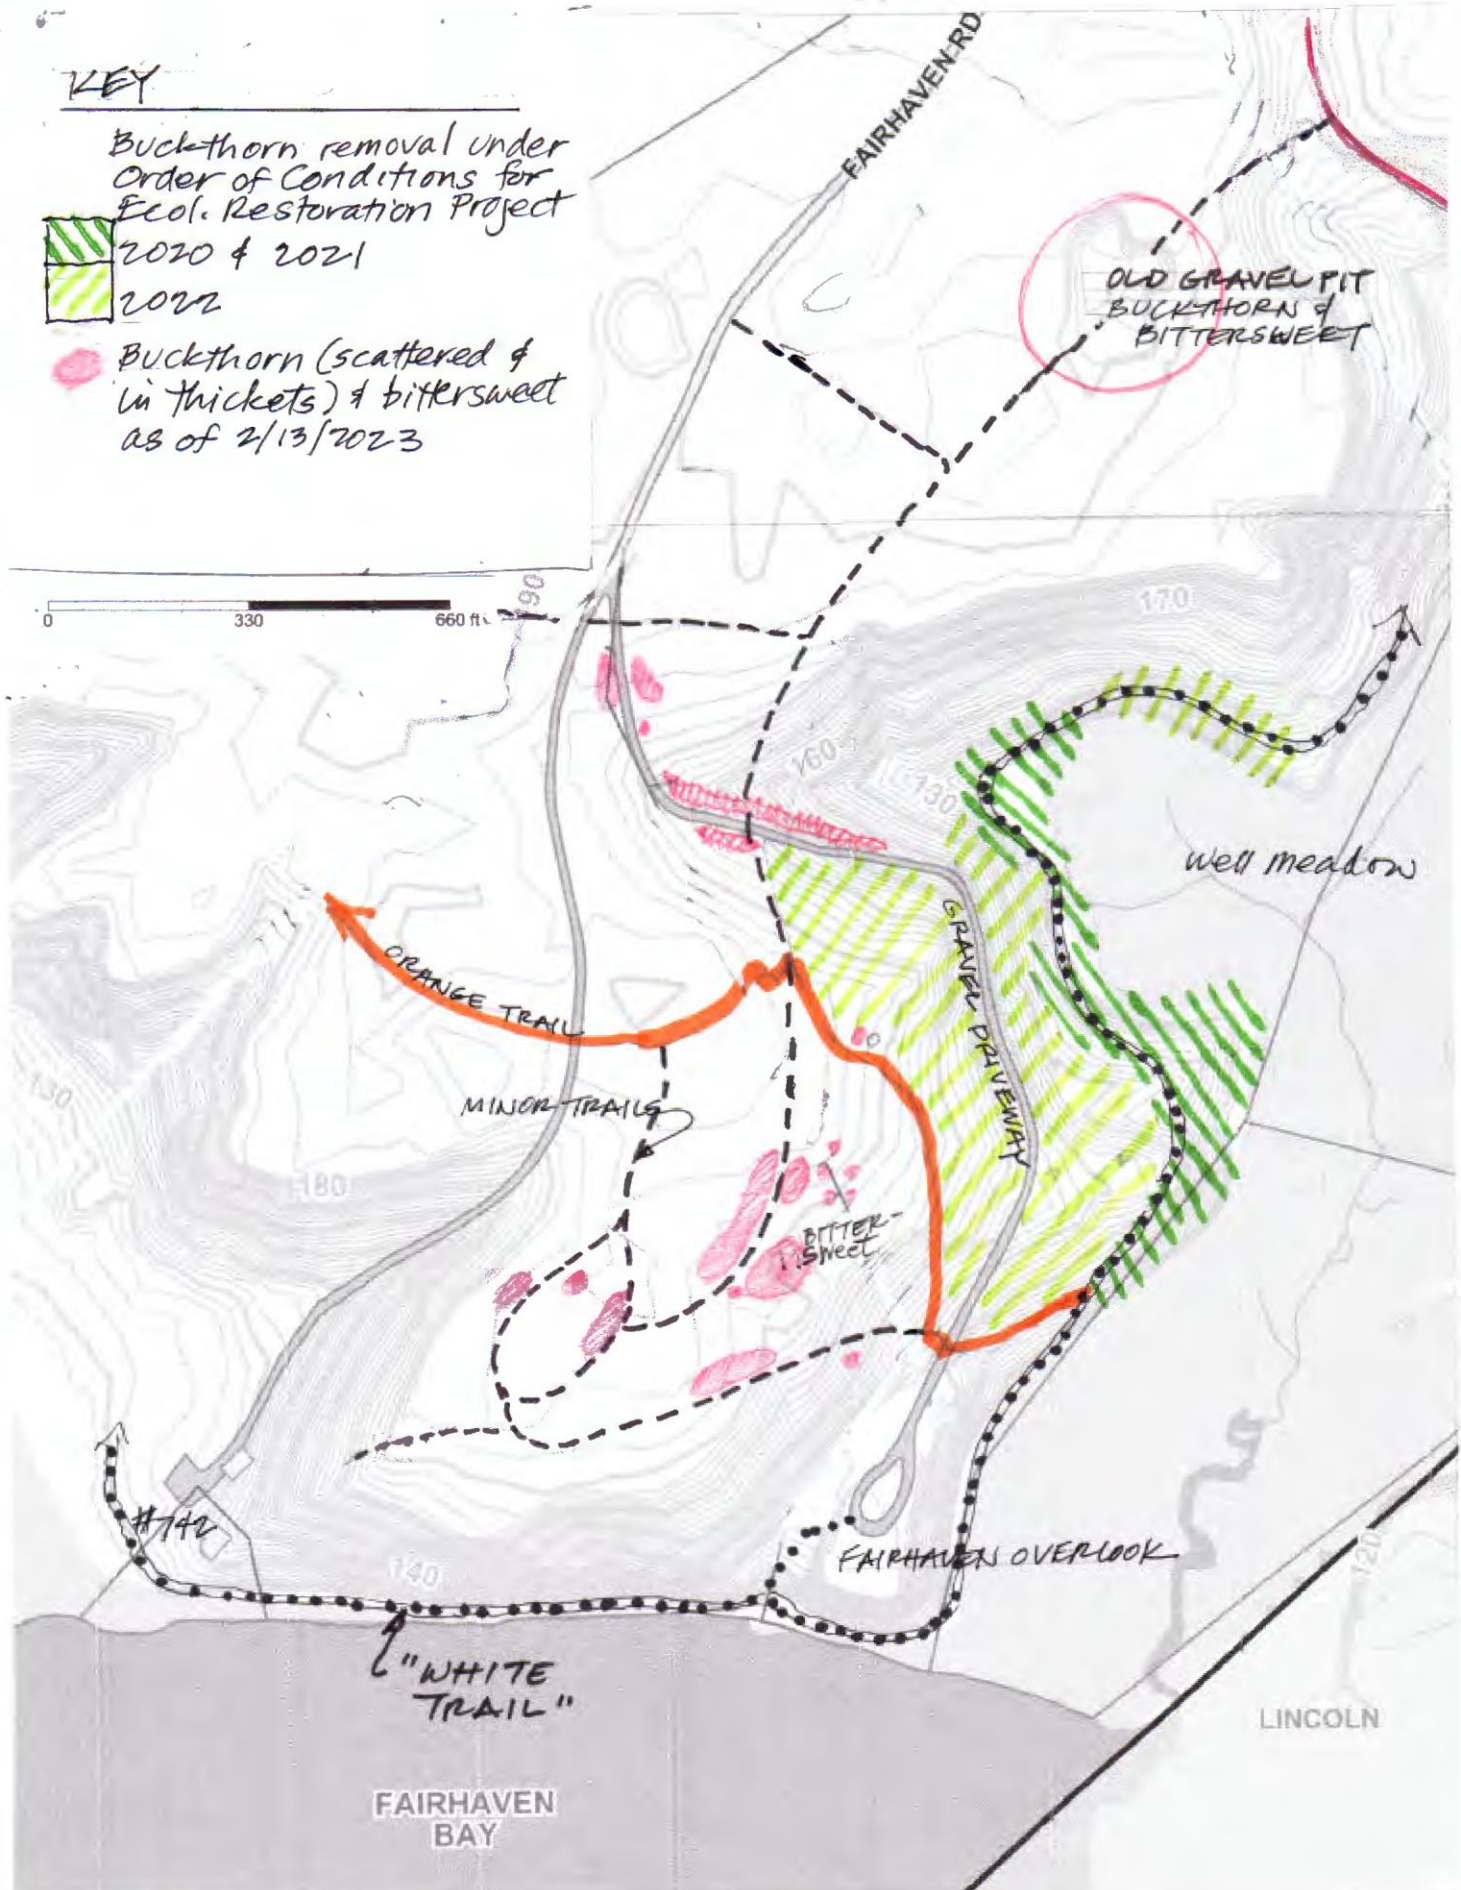 KEY
Buckthorn removal under
Order of Conditions for
Ecol. Restoration Project
2020 & 2021
2022
Buckthorn (scattered &
in thickets) & bittersweet
as of 2/13/2023
0 330 660 ft
FAIRHAVEN RD
OLD GRAVEL PIT
BUCKTHORN &
BITTERSWEET
190
170
160
130
well meadow
GRAVEL DRIVEWAY
ORANGE TRAIL
130
MINOR TRAILS
180
BITTER-
sweet
#742
FAIRHAVEN OVERLOOK
140
120
"WHITE
TRAIL"
LINCOLN
FAIRHAVEN
BAY